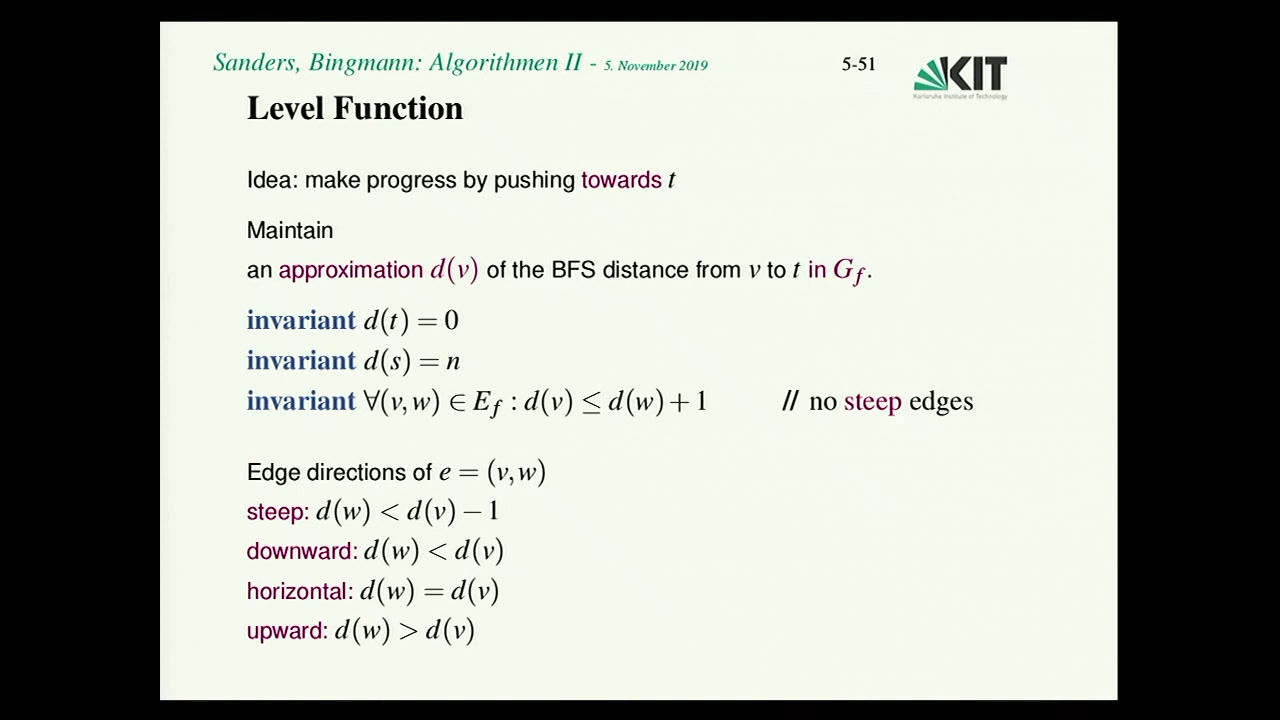 Sanders, Bingmann: Algorithmen II - 5. November 2019
5-51
KIT
Karlsruhe Institute of Technology
Level Function
Idea: make progress by pushing towards t
Maintain
an approximation d(v) of the BFS distance from v to t in G_f.
invariant d(t) = 0
invariant d(s) = n
invariant ∀(v,w) ∈ E_f : d(v) ≤ d(w) + 1 // no steep edges
Edge directions of e = (v,w)
steep: d(w) < d(v) − 1
downward: d(w) < d(v)
horizontal: d(w) = d(v)
upward: d(w) > d(v)